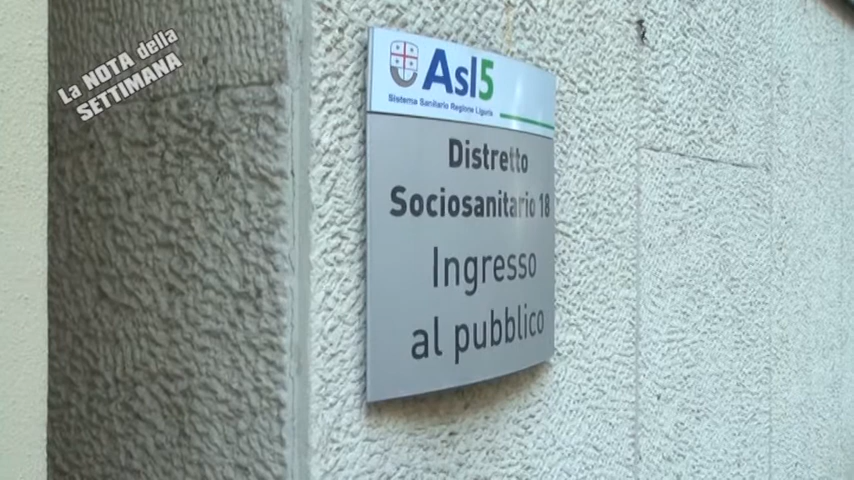 La NOTA della
SETTIMANA
Asl5
Sistema Sanitario Regione Liguria
Distretto
Sociosanitario 18
Ingresso
al pubblico